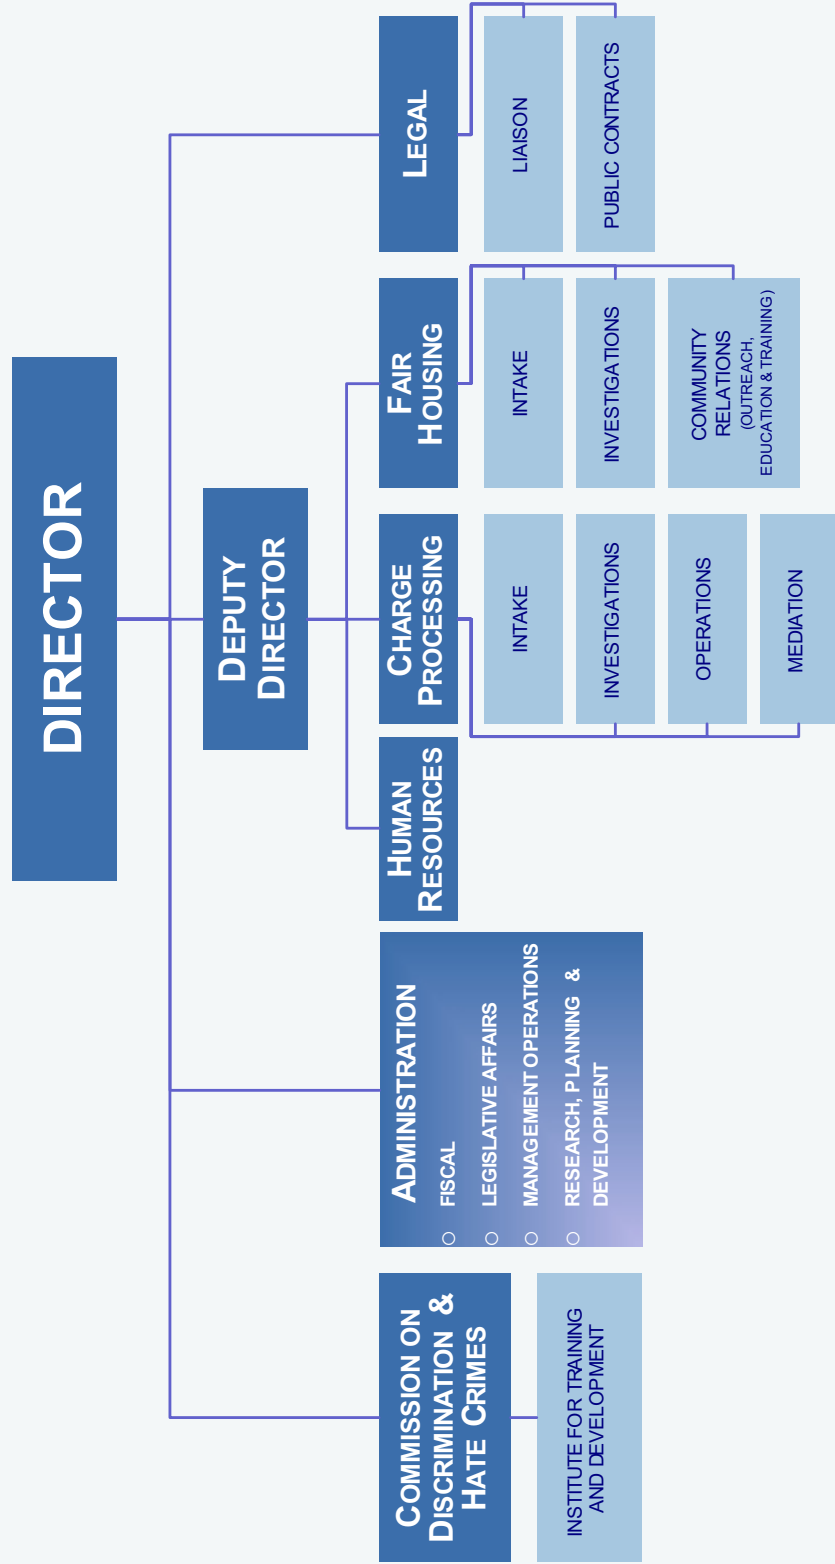 DIRECTOR
DEPUTY
DIRECTOR
COMMISSION ON
DISCRIMINATION &
HATE CRIMES
INSTITUTE FOR TRAINING
AND DEVELOPMENT
ADMINISTRATION
○ FISCAL
○ LEGISLATIVE AFFAIRS
○ MANAGEMENT OPERATIONS
○ RESEARCH, PLANNING &
DEVELOPMENT
HUMAN
RESOURCES
CHARGE
PROCESSING
INTAKE
INVESTIGATIONS
OPERATIONS
MEDIATION
FAIR
HOUSING
INTAKE
INVESTIGATIONS
COMMUNITY
RELATIONS
(OUTREACH,
EDUCATION & TRAINING)
LEGAL
LIAISON
PUBLIC CONTRACTS